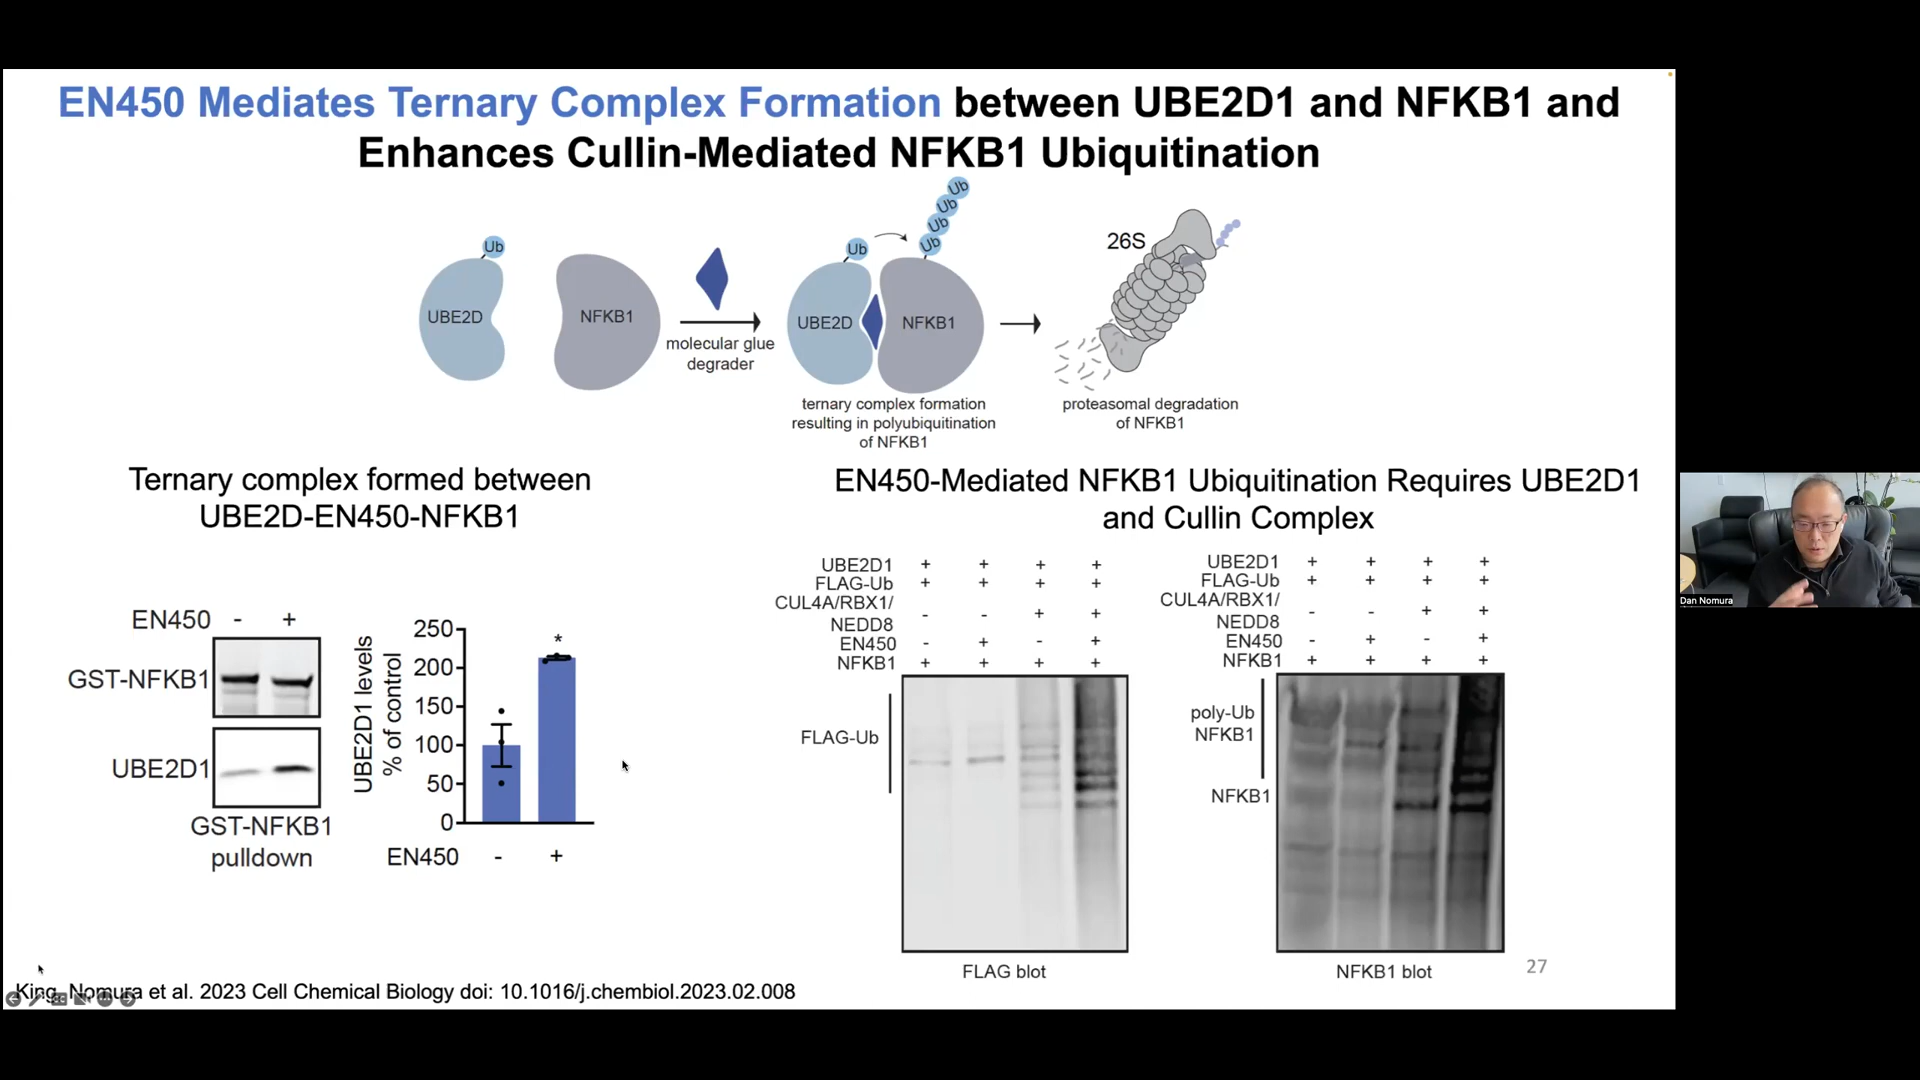 EN450 Mediates Ternary Complex Formation between UBE2D1 and NFKB1 and
Enhances Cullin-Mediated NFKB1 Ubiquitination
Ub
UBE2D
NFKB1
molecular glue
degrader
Ub
Ub
Ub
Ub
Ub
UBE2D
NFKB1
ternary complex formation
resulting in polyubiquitination
of NFKB1
26S
proteasomal degradation
of NFKB1
Ternary complex formed between
UBE2D-EN450-NFKB1
EN450 - +
GST-NFKB1
UBE2D1
GST-NFKB1
pulldown
UBE2D1 levels
% of control
250
200
150
100
50
0
*
EN450 - +
EN450-Mediated NFKB1 Ubiquitination Requires UBE2D1
and Cullin Complex
UBE2D1 + + + +
FLAG-Ub + + + +
CUL4A/RBX1/
NEDD8 - - + +
EN450 - + - +
NFKB1 + + + +
FLAG-Ub
FLAG blot
UBE2D1 + + + +
FLAG-Ub + + + +
CUL4A/RBX1/
NEDD8 - - + +
EN450 - + - +
NFKB1 + + + +
poly-Ub
NFKB1
NFKB1
NFKB1 blot
27
King, Nomura et al. 2023 Cell Chemical Biology doi: 10.1016/j.chembiol.2023.02.008
Dan Nomura